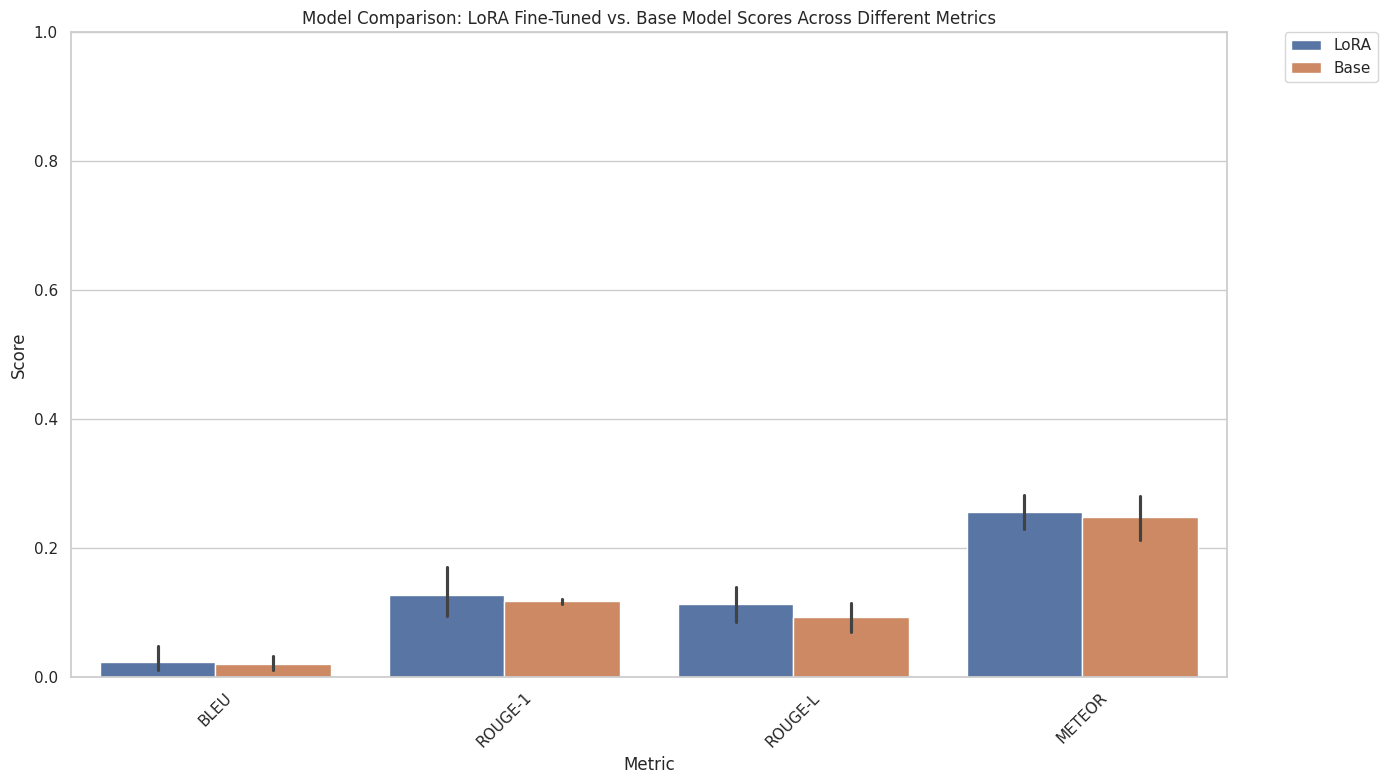 Model Comparison: LoRA Fine-Tuned vs. Base Model Scores Across Different Metrics
LoRA
Base
1.0
0.8
0.6
0.4
0.2
0.0
Score
BLEU
ROUGE-1
ROUGE-L
METEOR
Metric